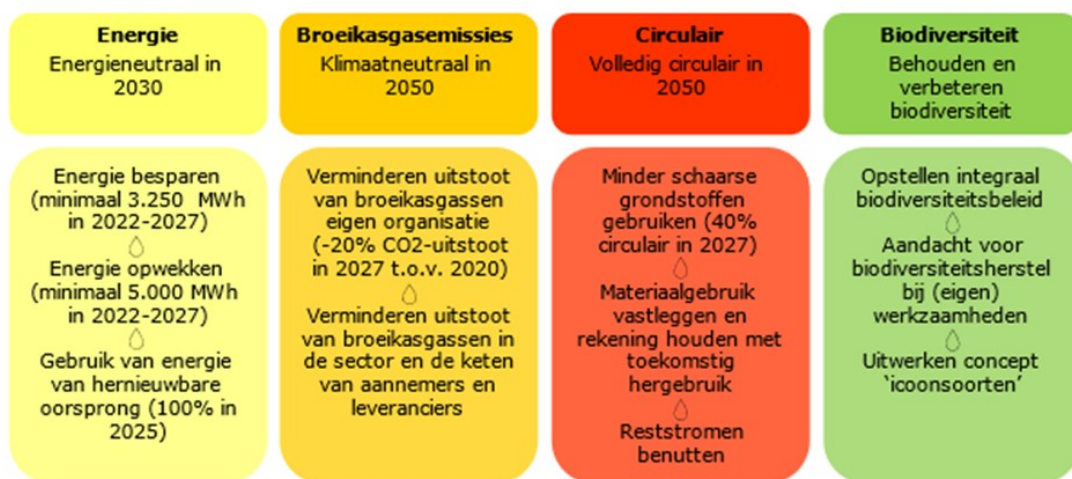 Energie
Energieneutraal in
2030
Broeikasgasemissies
Klimaatneutraal in
2050
Circulair
Volledig circulair in
2050
Biodiversiteit
Behouden en
verbeteren
biodiversiteit
Energie besparen
(minimaal 3.250 MWh
in 2022-2027)
Energie opwekken
(minimaal 5.000 MWh
in 2022-2027)
Gebruik van energie
van hernieuwbare
oorsprong (100% in
2025)
Verminderen uitstoot
van broeikasgassen
eigen organisatie
(-20% CO2-uitstoot
in 2027 t.o.v. 2020)
Verminderen uitstoot
van broeikasgassen in
de sector en de keten
van aannemers en
leveranciers
Minder schaarse
grondstoffen
gebruiken (40%
circulair in 2027)
Materiaalgebruik
vastleggen en
rekening houden met
toekomstig
hergebruik
Reststromen
benutten
Opstellen integraal
biodiversiteitsbeleid
Aandacht voor
biodiversiteitsherstel
bij (eigen)
werkzaamheden
Uitwerken concept
‘icoonsoorten’